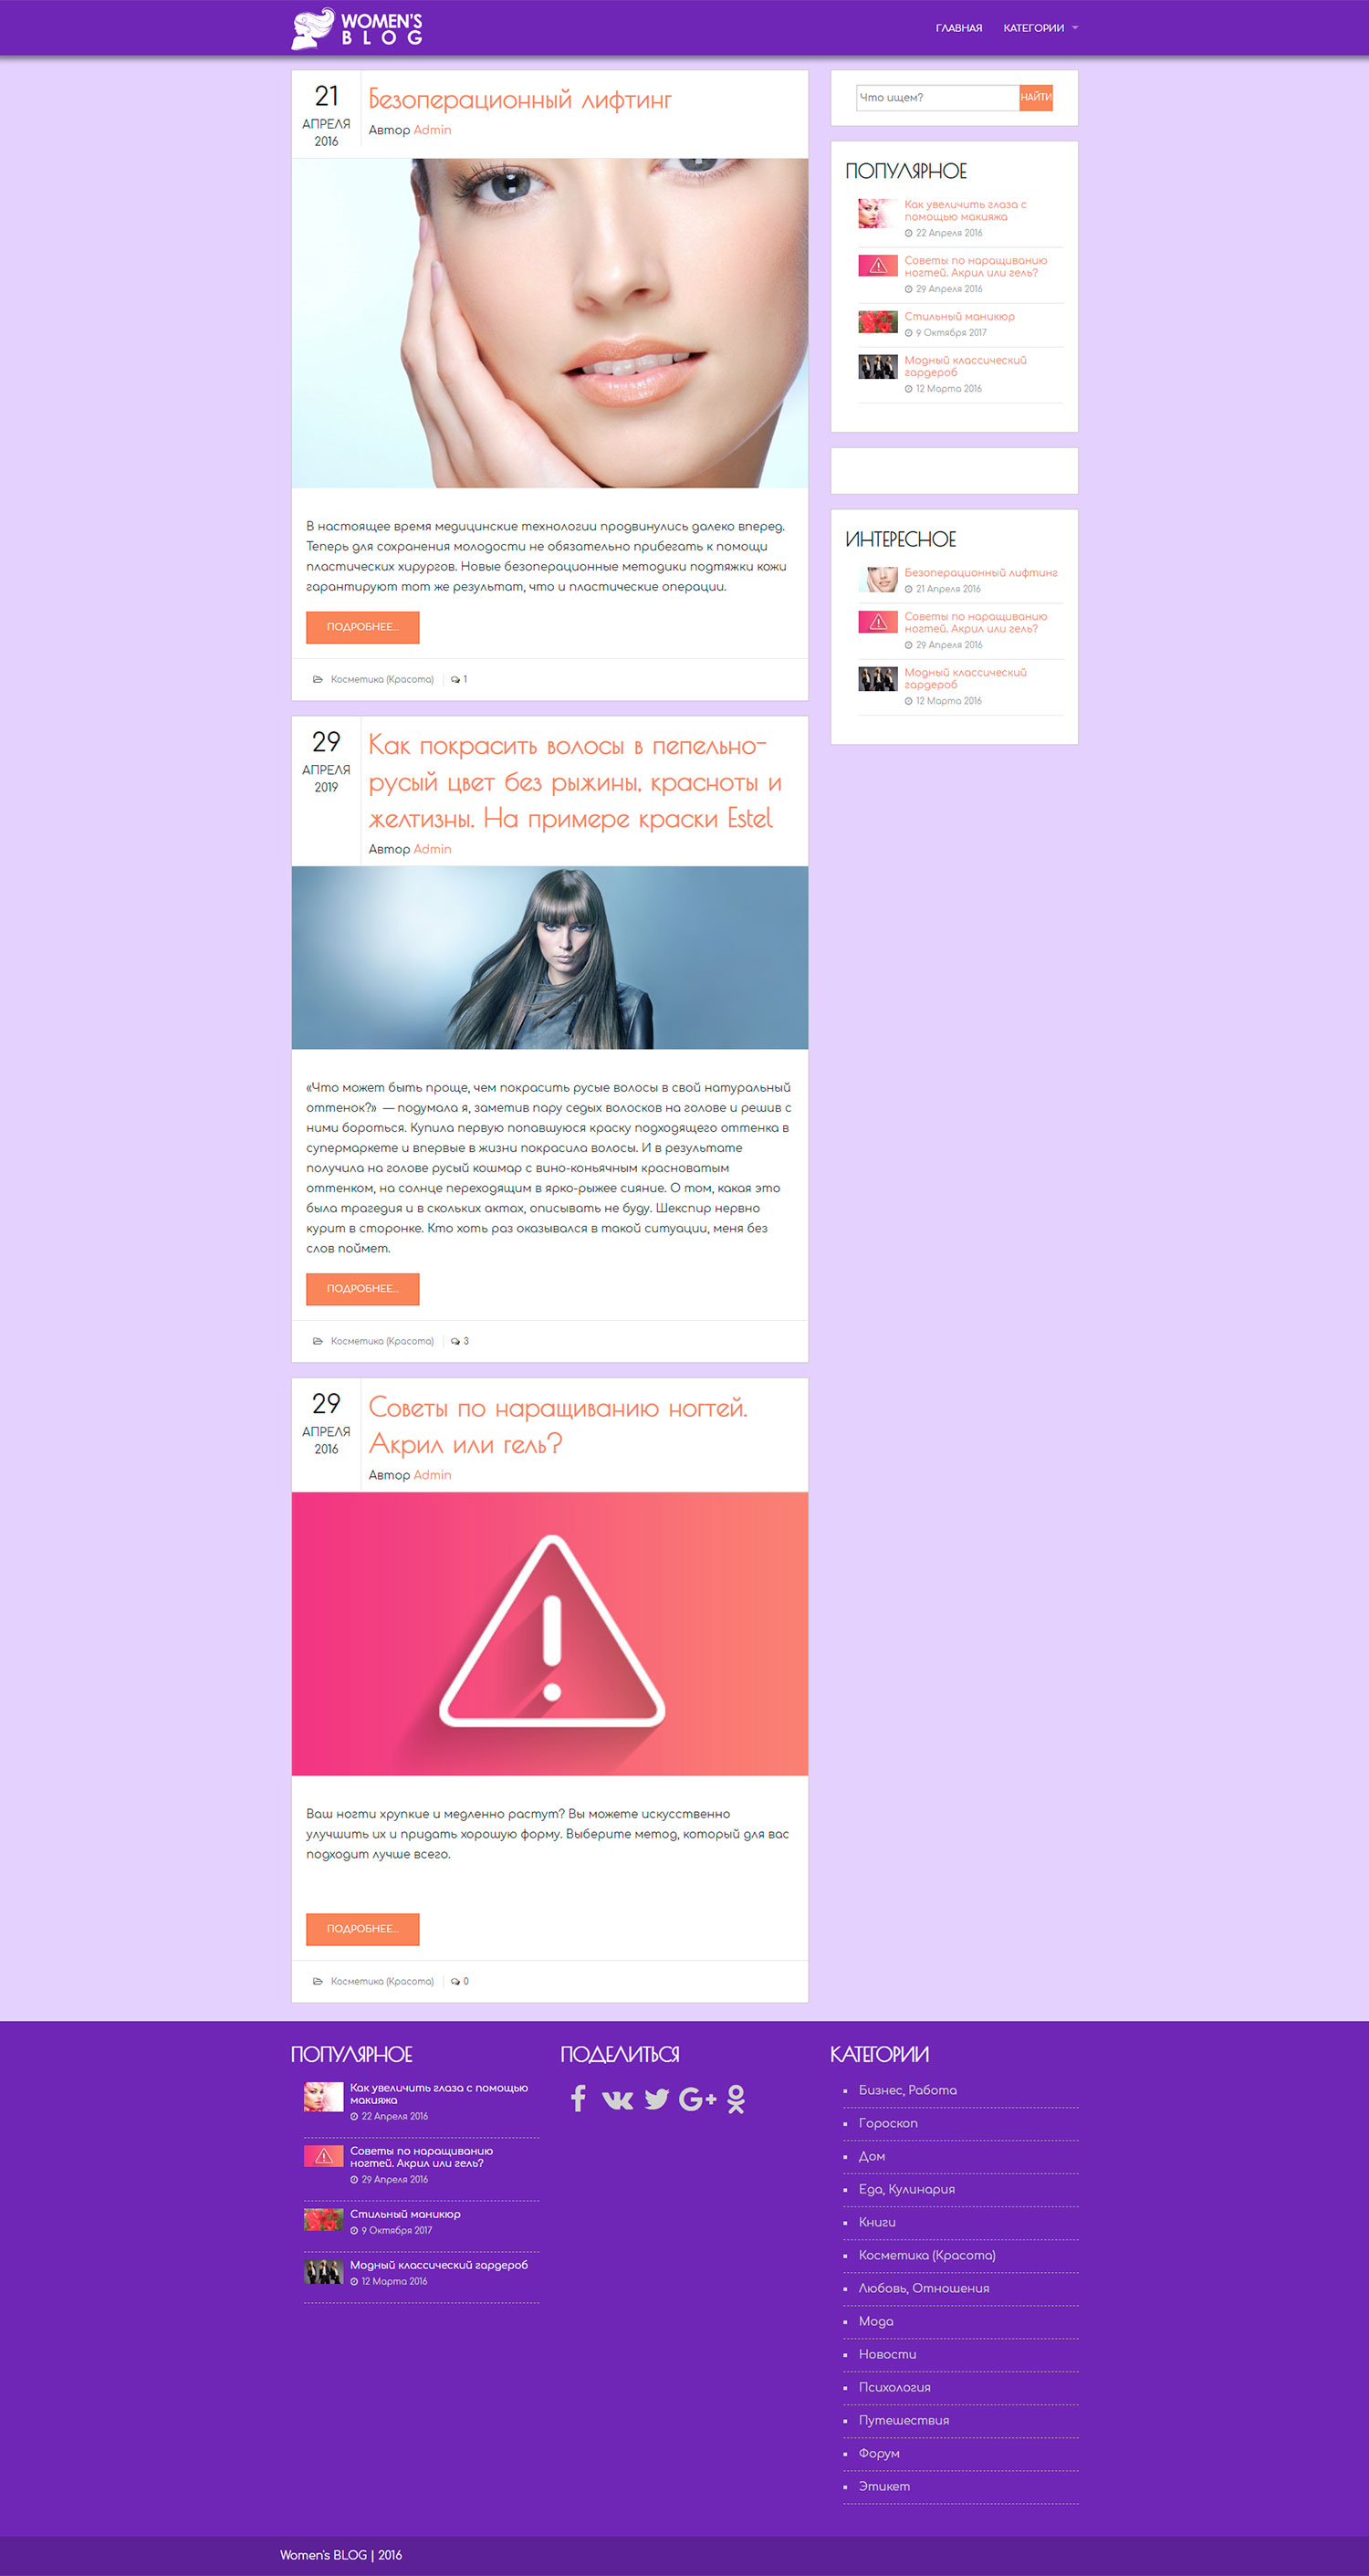 WOMEN'S
BLOG
ГЛАВНАЯ
КАТЕГОРИИ
21
АПРЕЛЯ
2016
Безоперационный лифтинг
Автор Admin
В настоящее время медицинские технологии продвинулись далеко вперед.
Теперь для сохранения молодости не обязательно прибегать к помощи
пластических хирургов. Новые безоперационные методики подтяжки кожи
гарантируют тот же результат, что и пластические операции.
ПОДРОБНЕЕ...
Косметика (Красота)
1
29
АПРЕЛЯ
2019
Как покрасить волосы в пепельно-
русый цвет без рыжины, красноты и
желтизны. На примере краски Estel
Автор Admin
«Что может быть проще, чем покрасить русые волосы в свой натуральный
оттенок?» — подумала я, заметив пару седых волосков на голове и решив с
ними бороться. Купила первую попавшуюся краску подходящего оттенка в
супермаркете и впервые в жизни покрасила волосы. И в результате
получила на голове русый кошмар с вино-коньячным красноватым
оттенком, на солнце переходящим в ярко-рыжее сияние. О том, какая это
была трагедия и в скольких актах, описывать не буду. Шекспир нервно
курит в сторонке. Кто хоть раз оказывался в такой ситуации, меня без
слов поймет.
ПОДРОБНЕЕ...
Косметика (Красота)
3
29
АПРЕЛЯ
2016
Советы по наращиванию ногтей.
Акрил или гель?
Автор Admin
Ваш ногти хрупкие и медленно растут? Вы можете искусственно
улучшить их и придать хорошую форму. Выберите метод, который для вас
подходит лучше всего.
ПОДРОБНЕЕ...
Косметика (Красота)
0
Что ищем?
НАЙТИ
ПОПУЛЯРНОЕ
Как увеличить глаза с
помощью макияжа
22 Апреля 2016
Советы по наращиванию
ногтей. Акрил или гель?
29 Апреля 2016
Стильный маникюр
9 Октября 2017
Модный классический
гардероб
12 Марта 2016
ИНТЕРЕСНОЕ
Безоперационный лифтинг
21 Апреля 2016
Советы по наращиванию
ногтей. Акрил или гель?
29 Апреля 2016
Модный классический
гардероб
12 Марта 2016
ПОПУЛЯРНОЕ
Как увеличить глаза с помощью
макияжа
22 Апреля 2016
Советы по наращиванию
ногтей. Акрил или гель?
29 Апреля 2016
Стильный маникюр
9 Октября 2017
Модный классический гардероб
12 Марта 2016
ПОДЕЛИТЬСЯ
КАТЕГОРИИ
Бизнес, Работа
Гороскоп
Дом
Еда, Кулинария
Книги
Косметика (Красота)
Любовь, Отношения
Мода
Новости
Психология
Путешествия
Форум
Этикет
Women's BLOG | 2016